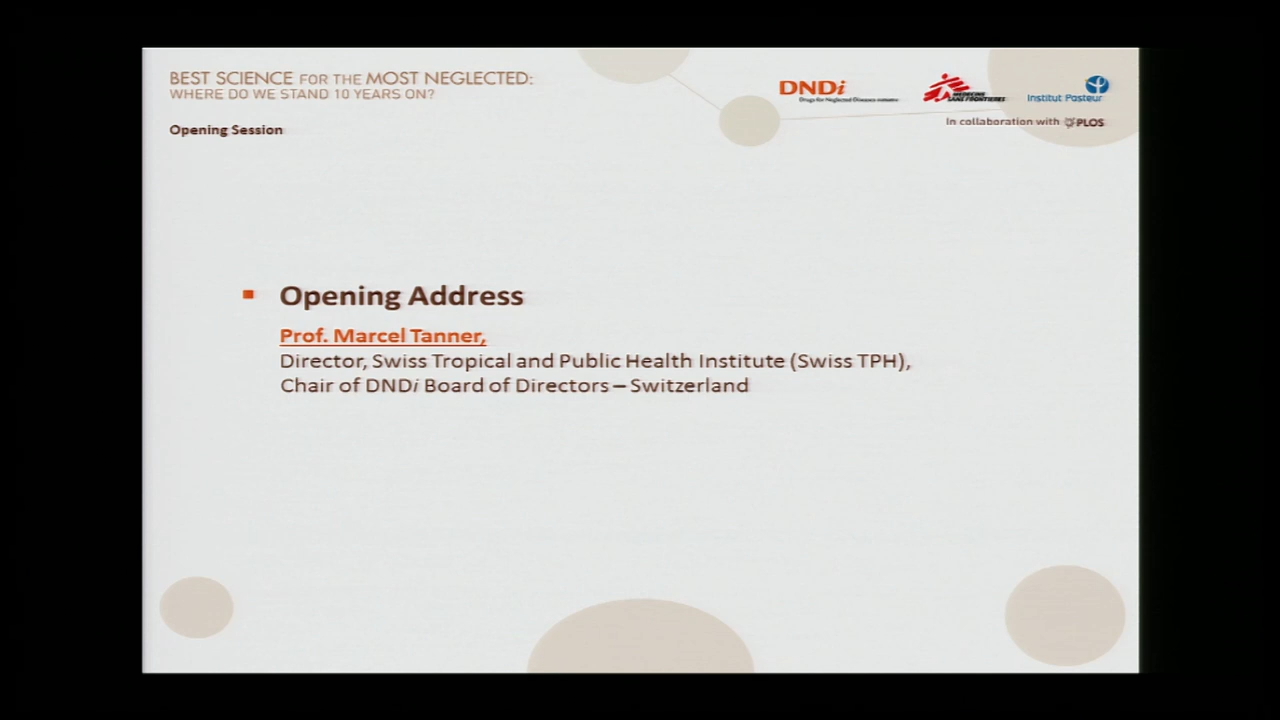 BEST SCIENCE FOR THE MOST NEGLECTED:
WHERE DO WE STAND 10 YEARS ON?
Opening Session
DNDi
Drugs for Neglected Diseases initiative
MEDECINS
SANS FRONTIERES
Institut Pasteur
In collaboration with PLOS
Opening Address
Prof. Marcel Tanner,
Director, Swiss Tropical and Public Health Institute (Swiss TPH),
Chair of DNDi Board of Directors – Switzerland